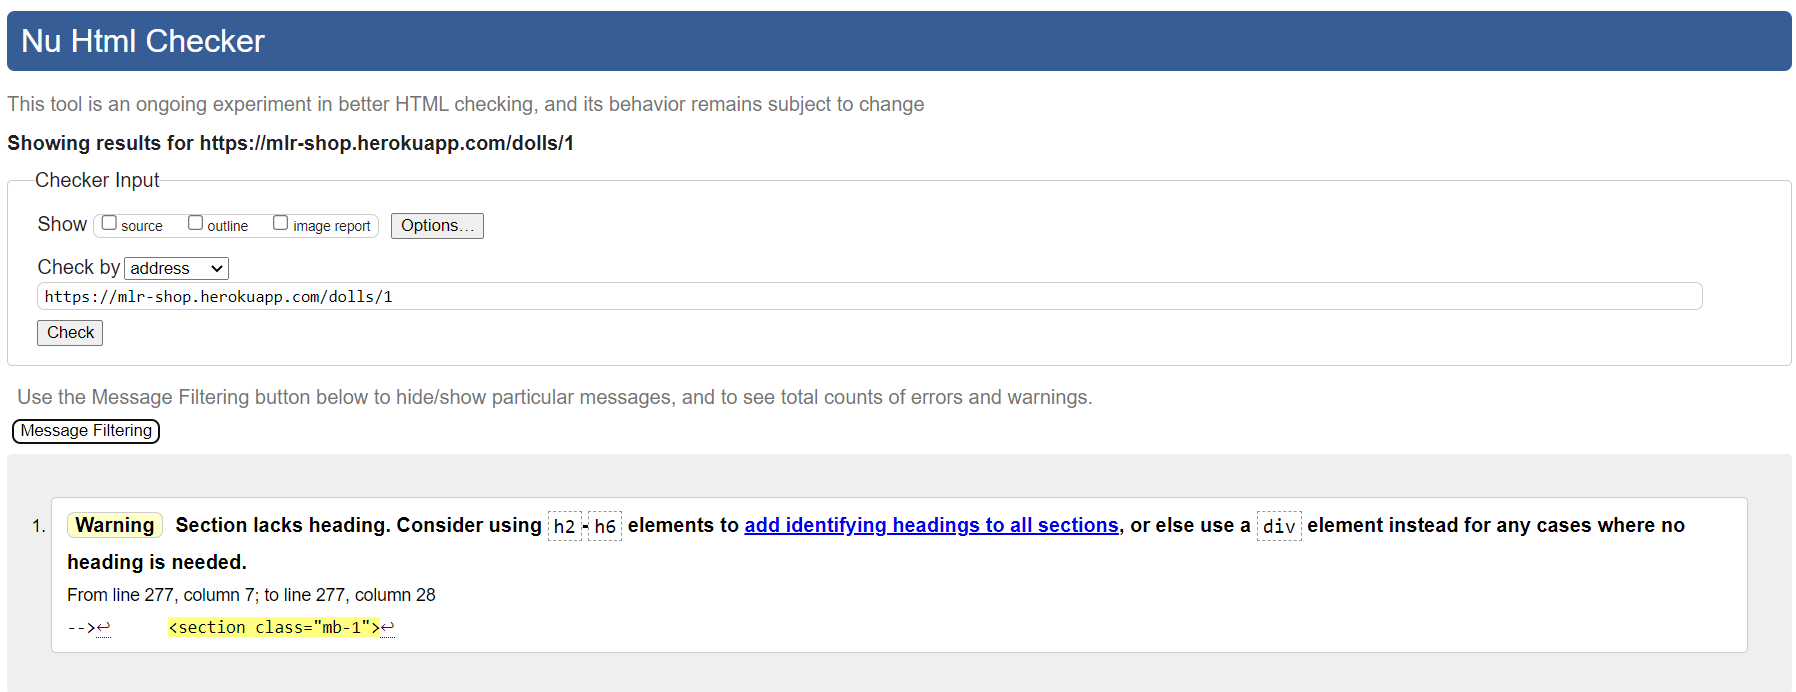 Nu Html Checker
This tool is an ongoing experiment in better HTML checking, and its behavior remains subject to change
Showing results for https://mlr-shop.herokuapp.com/dolls/1
Checker Input
Show source outline image report Options...
Check by address
https://mlr-shop.herokuapp.com/dolls/1
Check
Use the Message Filtering button below to hide/show particular messages, and to see total counts of errors and warnings.
Message Filtering
1. Warning Section lacks heading. Consider using h2-h6 elements to add identifying headings to all sections, or else use a div element instead for any cases where no
heading is needed.
From line 277, column 7; to line 277, column 28
-->↩ <section class="mb-1">↩